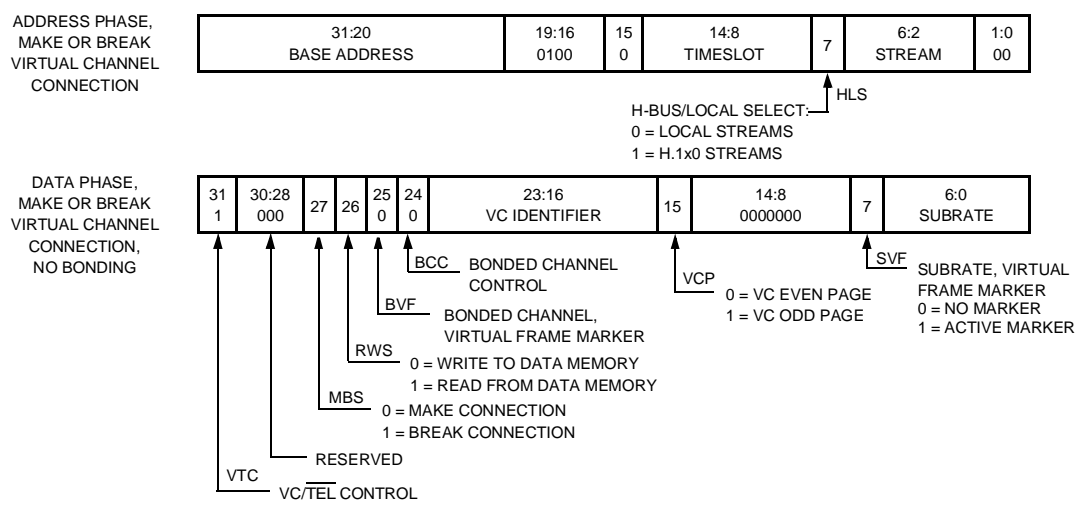 ADDRESS PHASE,
MAKE OR BREAK
VIRTUAL CHANNEL
CONNECTION
31:20
BASE ADDRESS
19:16
0100
15
0
14:8
TIMESLOT
7
6:2
STREAM
1:0
00
HLS
H-BUS/LOCAL SELECT:
0 = LOCAL STREAMS
1 = H.1x0 STREAMS
DATA PHASE,
MAKE OR BREAK
VIRTUAL CHANNEL
CONNECTION,
NO BONDING
31
1
30:28
000
27
26
25
0
24
0
23:16
VC IDENTIFIER
15
14:8
0000000
7
6:0
SUBRATE
BCC
BONDED CHANNEL
CONTROL
BVF
BONDED CHANNEL,
VIRTUAL FRAME MARKER
RWS
0 = WRITE TO DATA MEMORY
1 = READ FROM DATA MEMORY
MBS
0 = MAKE CONNECTION
1 = BREAK CONNECTION
RESERVED
VTC
VC/TEL CONTROL
VCP
0 = VC EVEN PAGE
1 = VC ODD PAGE
SVF
SUBRATE, VIRTUAL
FRAME MARKER
0 = NO MARKER
1 = ACTIVE MARKER